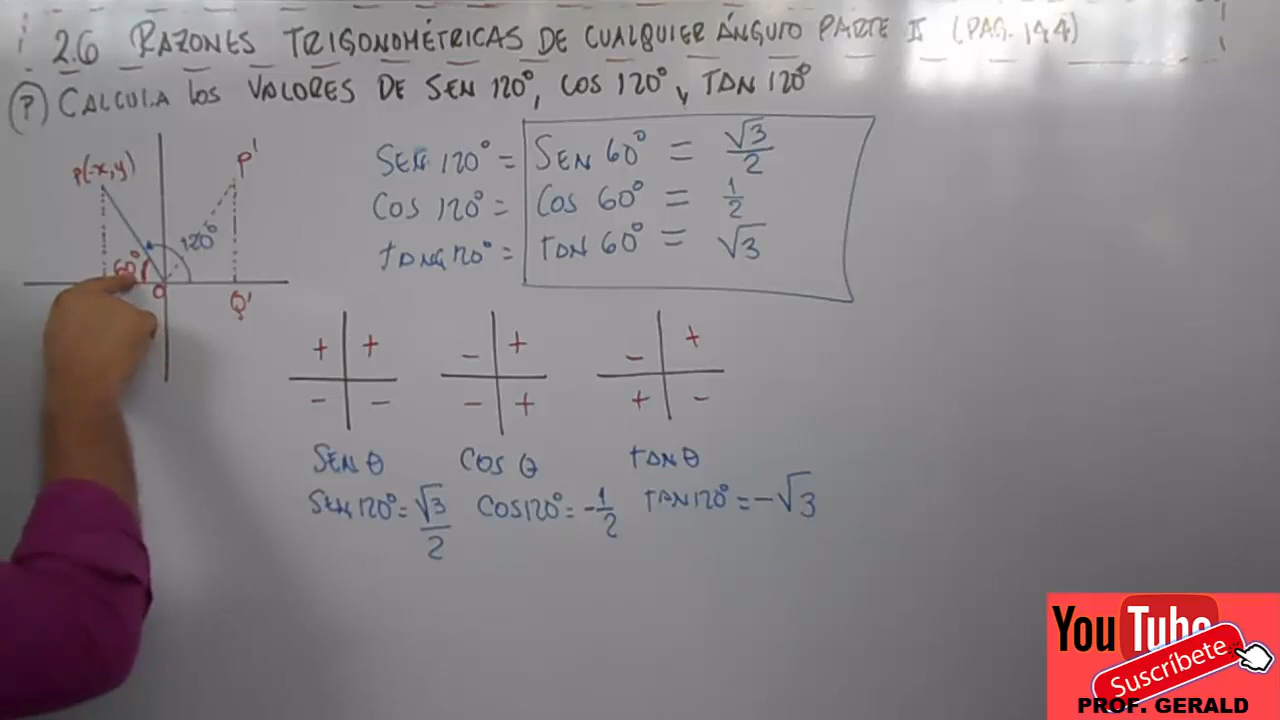 2.6 RAZONES TRIGONOMÉTRICAS DE CUALQUIER ÁNGULO PARTE II (PAG. 144)
(P) CALCULA los VALORES DE SEN 120°, COS 120° y TAN 120°
P(-x,y)
P'
120°
60°
O
Q'
SEN 120° = SEN 60° = √3/2
COS 120° = COS 60° = 1/2
tANG 120° = TAN 60° = √3
+ +
- -
- +
- +
- +
+ -
SEN θ COS θ tAN θ
SEN 120° = √3/2 COS 120° = -1/2 TAN 120° = -√3
YouTube
Suscríbete
PROF. GERALD